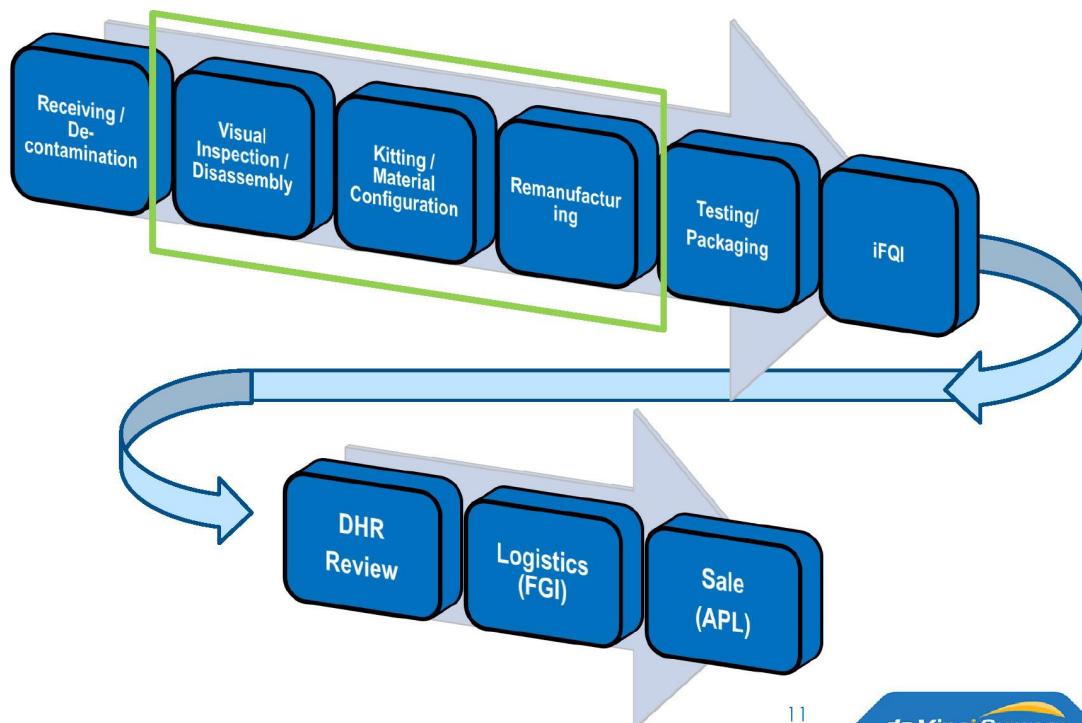 Receiving /
De-
contamination
Visual
Inspection /
Disassembly
Kitting /
Material
Configuration
Remanufactur
ing
Testing/
Packaging
iFQI
DHR
Review
Logistics
(FGI)
Sale
(APL)
11